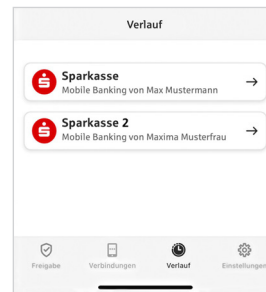 Verlauf
Sparkasse
Mobile Banking von Max Mustermann
Sparkasse 2
Mobile Banking von Maxima Musterfrau
Freigabe
Verbindungen
Verlauf
Einstellungen